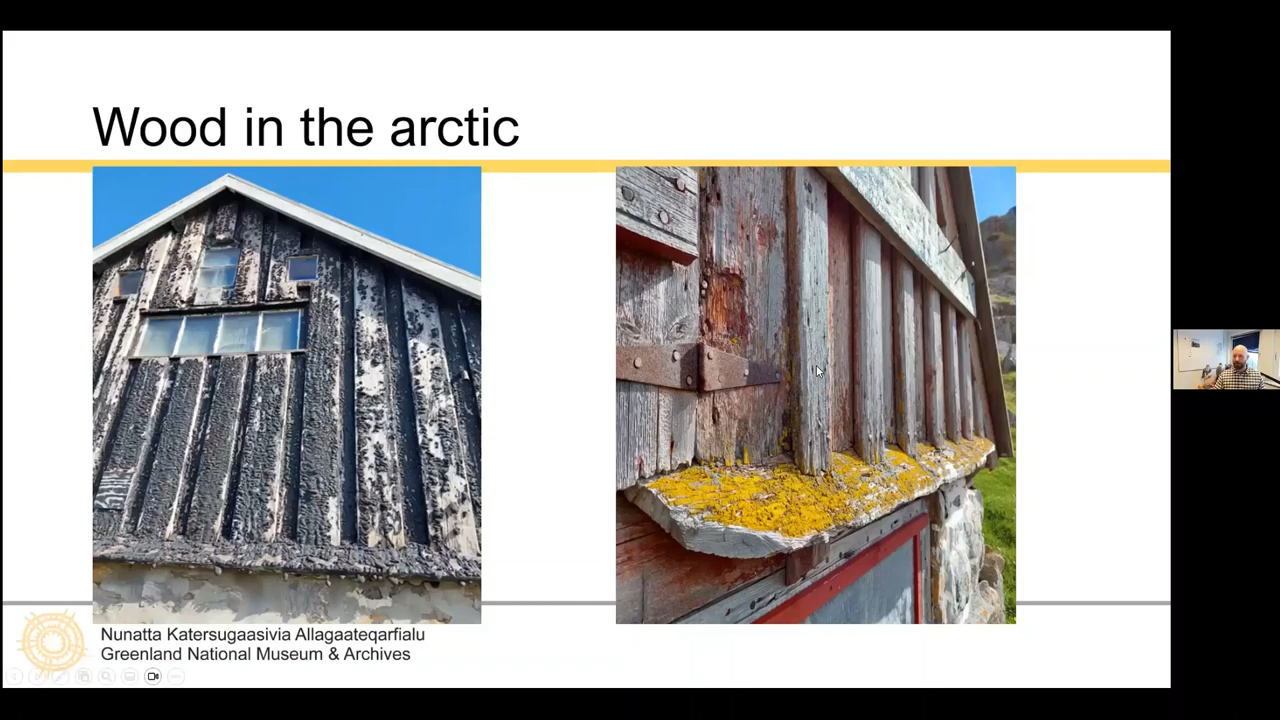 Wood in the arctic
Nunatta Katersugaasivia Allagaateqarfialu
Greenland National Museum & Archives